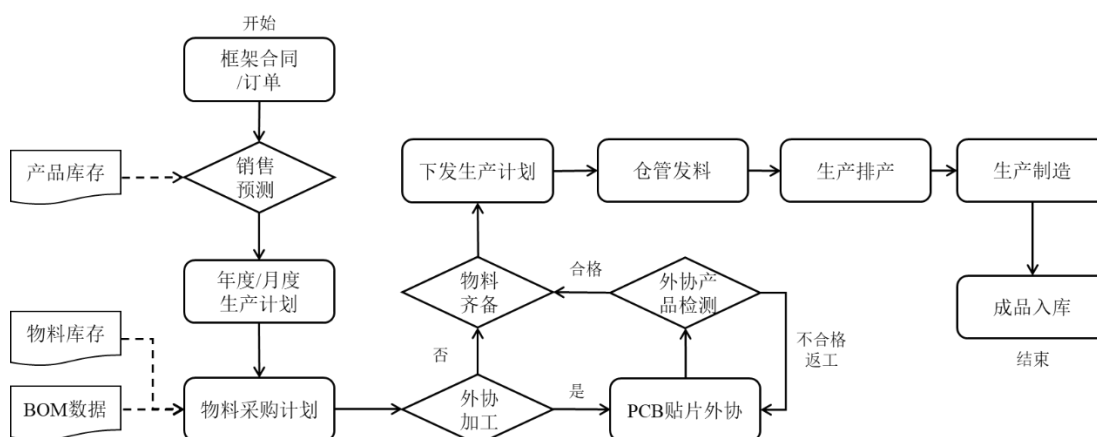 开始
框架合同
/订单
产品库存
销售
预测
年度/月度
生产计划
物料库存
BOM数据
物料采购计划
外协
加工
否
是
PCB贴片外协
不合格
返工
外协产
品检测
合格
物料
齐备
下发生产计划
仓管发料
生产排产
生产制造
成品入库
结束